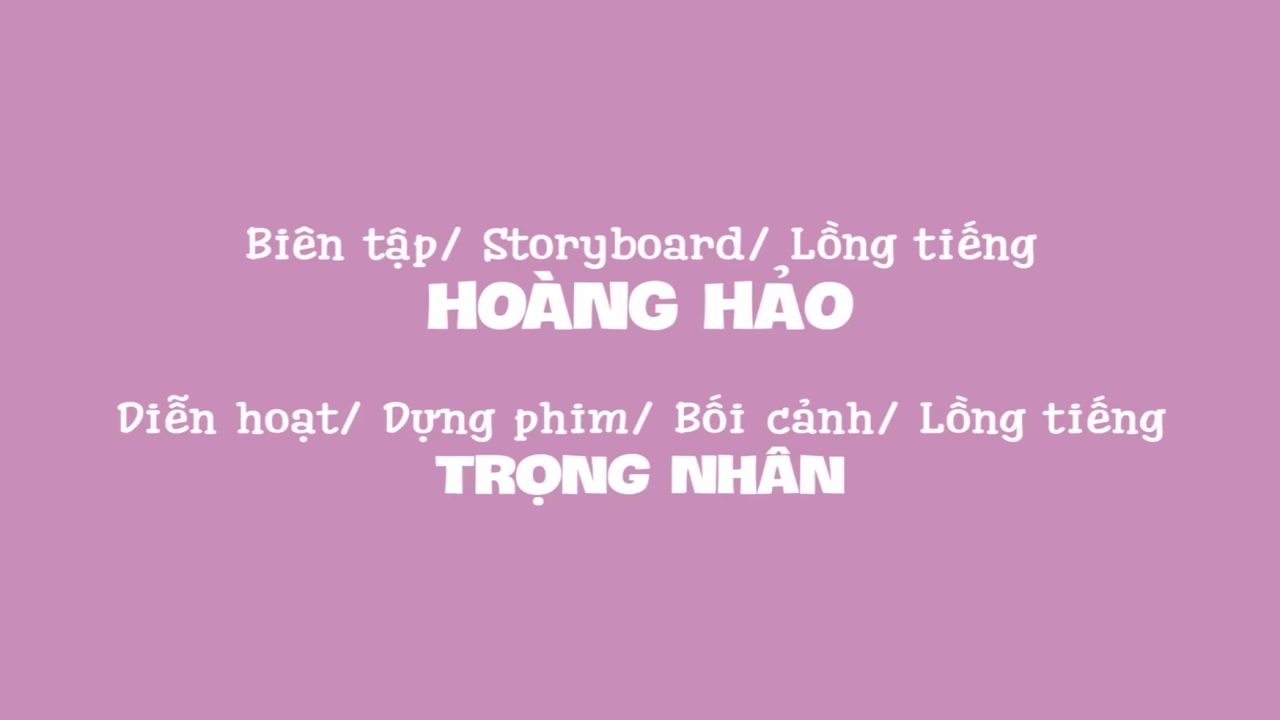 Biên tập/ Storyboard/ Lồng tiếng
HOÀNG HẢO
Diễn hoạt/ Dựng phim/ Bối cảnh/ Lồng tiếng
TRỌNG NHÂN